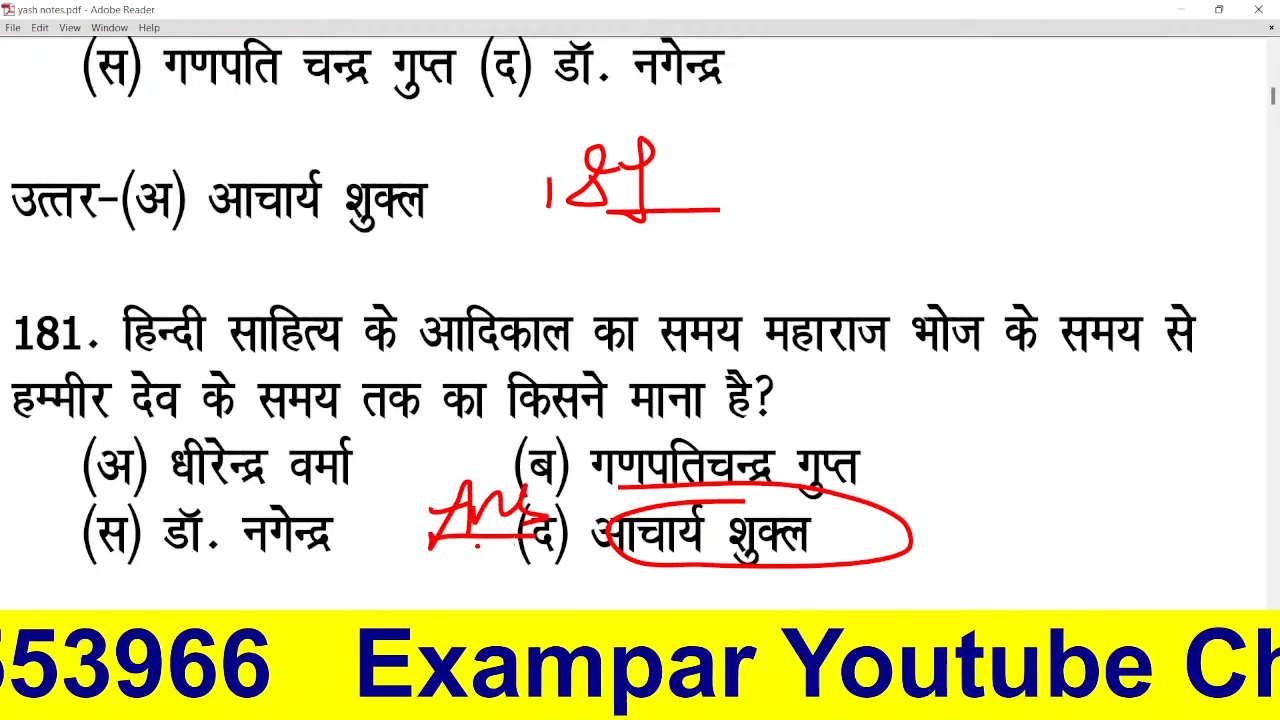 yash notes.pdf - Adobe Reader
File Edit View Window Help
(स) गणपति चन्द्र गुप्त (द) डॉ. नगेन्द्र
उत्तर-(अ) आचार्य शुक्ल
181. हिन्दी साहित्य के आदिकाल का समय महाराज भोज के समय से
हम्मीर देव के समय तक का किसने माना है?
(अ) धीरेन्द्र वर्मा (ब) गणपतिचन्द्र गुप्त
(स) डॉ. नगेन्द्र Ans (द) आचार्य शुक्ल
553966 Exampar Youtube Ch